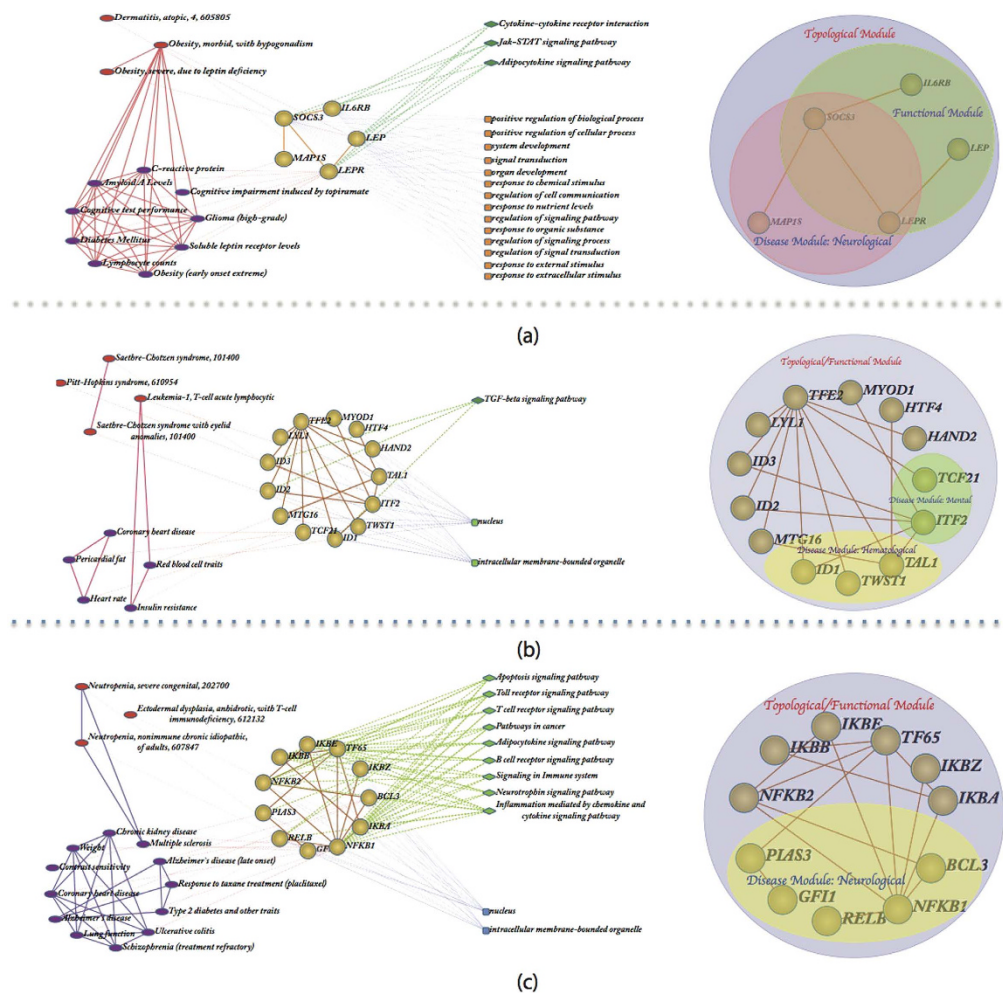 Dermatitis, atopic, 4, 605805
Obesity, morbid, with hypogonadism
Obesity, severe, due to leptin deficiency
C-reactive protein
Amyloid A Levels
Cognitive impairment induced by topiramate
Cognitive test performance
Glioma (high-grade)
Diabetes Mellitus
Soluble leptin receptor levels
Lymphocyte counts
Obesity (early onset extreme)
IL6RB
SOCS3
LEP
MAP1S
LEPR
Cytokine-cytokine receptor interaction
Jak-STAT signaling pathway
Adipocytokine signaling pathway
positive regulation of biological process
positive regulation of cellular process
system development
signal transduction
organ development
response to chemical stimulus
regulation of cell communication
response to nutrient levels
regulation of signaling pathway
response to organic substance
regulation of signaling process
regulation of signal transduction
response to external stimulus
response to extracellular stimulus
Topological Module
IL6RB
SOCS3
Functional Module
LEP
MAP1S
LEPR
Disease Module: Neurological
(a)
Saethre-Chotzen syndrome, 101400
Pitt-Hopkins syndrome, 610954
Leukemia-1, T-cell acute lymphocytic
Saethre-Chotzen syndrome with eyelid
anomalies, 101400
Coronary heart disease
Pericardial fat
Red blood cell traits
Heart rate
Insulin resistance
TFE2
MYOD1
LYL1
HTF4
HAND2
ID3
TAL1
ID2
ITF2
MTG16
TWST1
TCF21
ID1
TGF-beta signaling pathway
nucleus
intracellular membrane-bounded organelle
Topological/Functional Module
TFE2
MYOD1
HTF4
LYL1
HAND2
ID3
TCF21
Disease Module: Mental
ID2
ITF2
MTG16
Disease Module: Hematological
ID1
TAL1
TWST1
(b)
Neutropenia, severe congenital, 202700
Ectodermal dysplasia, anhidrotic, with T-cell
immunodeficiency, 612132
Neutropenia, nonimmune chronic idiopathic,
of adults, 607847
Chronic kidney disease
Weight
Multiple sclerosis
Contrast sensitivity
Alzheimer's disease (late onset)
Response to taxane treatment (placlitaxel)
Coronary heart disease
Alzheimer's disease
Type 2 diabetes and other traits
Lung function
Ulcerative colitis
Schizophrenia (treatment refractory)
IKBE
TF65
IKBB
IKBZ
NFKB2
BCL3
PIAS3
IKBA
RELB
GF
NFKB1
Apoptosis signaling pathway
Toll receptor signaling pathway
T cell receptor signaling pathway
Pathways in cancer
Adipocytokine signaling pathway
B cell receptor signaling pathway
Signaling in Immune system
Neurotrophin signaling pathway
Inflammation mediated by chemokine and
cytokine signaling pathway
nucleus
intracellular membrane-bounded organelle
Topological/Functional Module
IKBE
TF65
IKBB
IKBZ
NFKB2
IKBA
PIAS3
BCL3
Disease Module: Neurological
GFI1
NFKB1
RELB
(c)